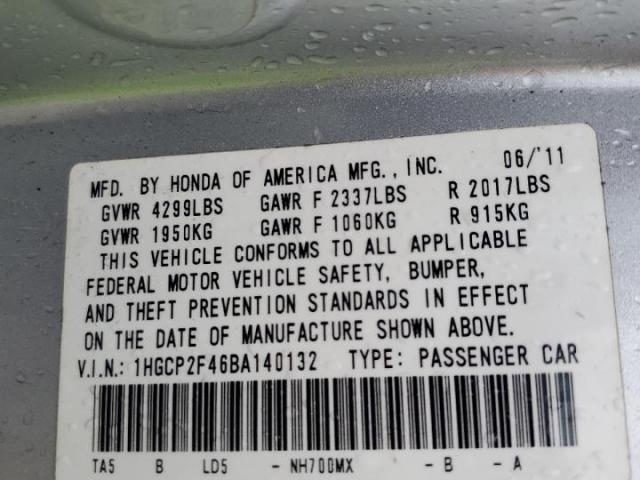 MFD. BY HONDA OF AMERICA MFG., INC. 06/'11
GVWR 4299LBS GAWR F 2337LBS R 2017LBS
GVWR 1950KG GAWR F 1060KG R 915KG
THIS VEHICLE CONFORMS TO ALL APPLICABLE
FEDERAL MOTOR VEHICLE SAFETY, BUMPER,
AND THEFT PREVENTION STANDARDS IN EFFECT
ON THE DATE OF MANUFACTURE SHOWN ABOVE.
V.I.N.: 1HGCP2F46BA140132 TYPE: PASSENGER CAR
TA5 B LD5 - NH700MX - B - A